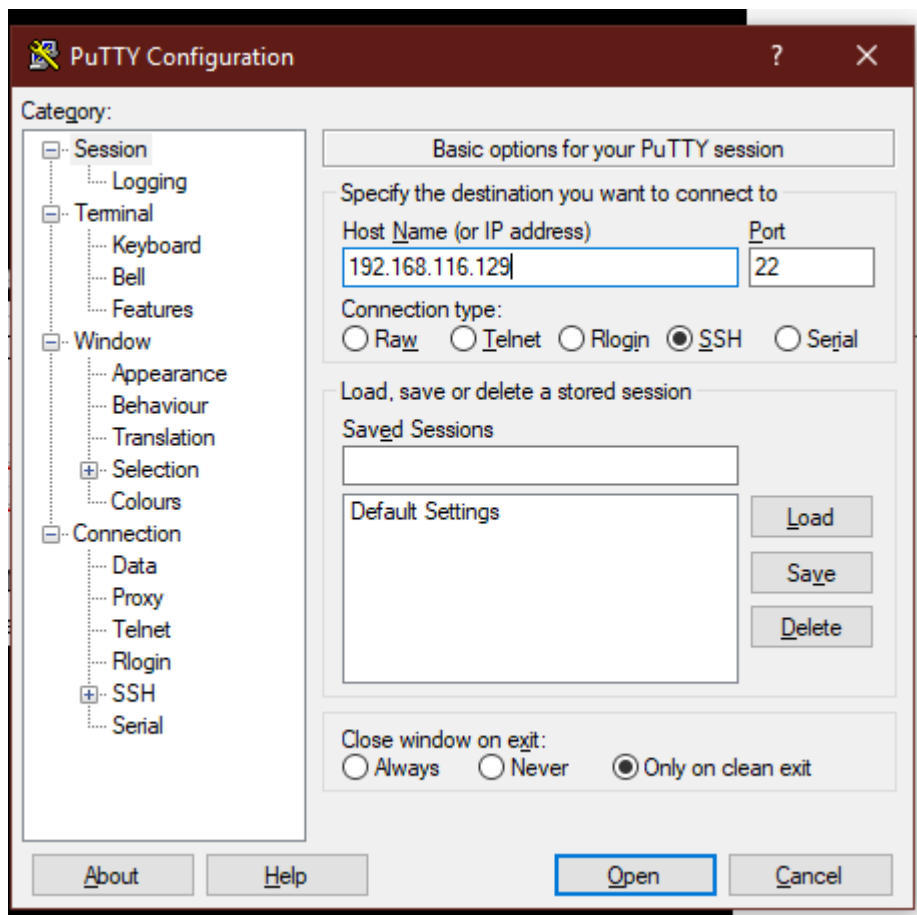 PuTTY Configuration
? ×
Category:
Session
Logging
Terminal
Keyboard
Bell
Features
Window
Appearance
Behaviour
Translation
Selection
Colours
Connection
Data
Proxy
Telnet
Rlogin
SSH
Serial
Basic options for your PuTTY session
Specify the destination you want to connect to
Host Name (or IP address) Port
192.168.116.129 22
Connection type:
Raw Telnet Rlogin SSH Serial
Load, save or delete a stored session
Saved Sessions
Default Settings
Load
Save
Delete
Close window on exit:
Always Never Only on clean exit
About Help Open Cancel